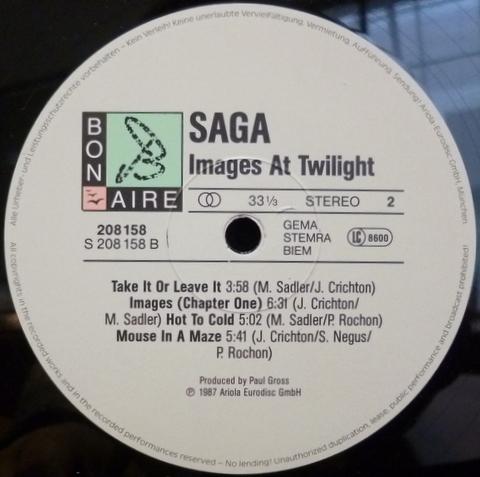 Alle Urheber- und Leistungsschutzrechte vorbehalten – Kein Verleih! Keine unerlaubte Vervielfältigung, Vermietung, Aufführung, Sendung! Ariola-Eurodisc GmbH, München
BON
AIRE
SAGA
Images At Twilight
33⅓ STEREO 2
208 158
S 208 158 B
GEMA
STEMRA
BIEM
LC 8600
Take It Or Leave It 3:58 (M. Sadler/J. Crichton)
Images (Chapter One) 6:31 (J. Crichton/
M. Sadler) Hot To Cold 5:02 (M. Sadler/P. Rochon)
Mouse In A Maze 5:41 (J. Crichton/S. Negus/
P. Rochon)
Produced by Paul Gross
℗ 1987 Ariola Eurodisc GmbH
All copyrights in the recorded works and in the recorded performances reserved – No lending! Unauthorized duplication, lease, public performance and broadcast prohibited!